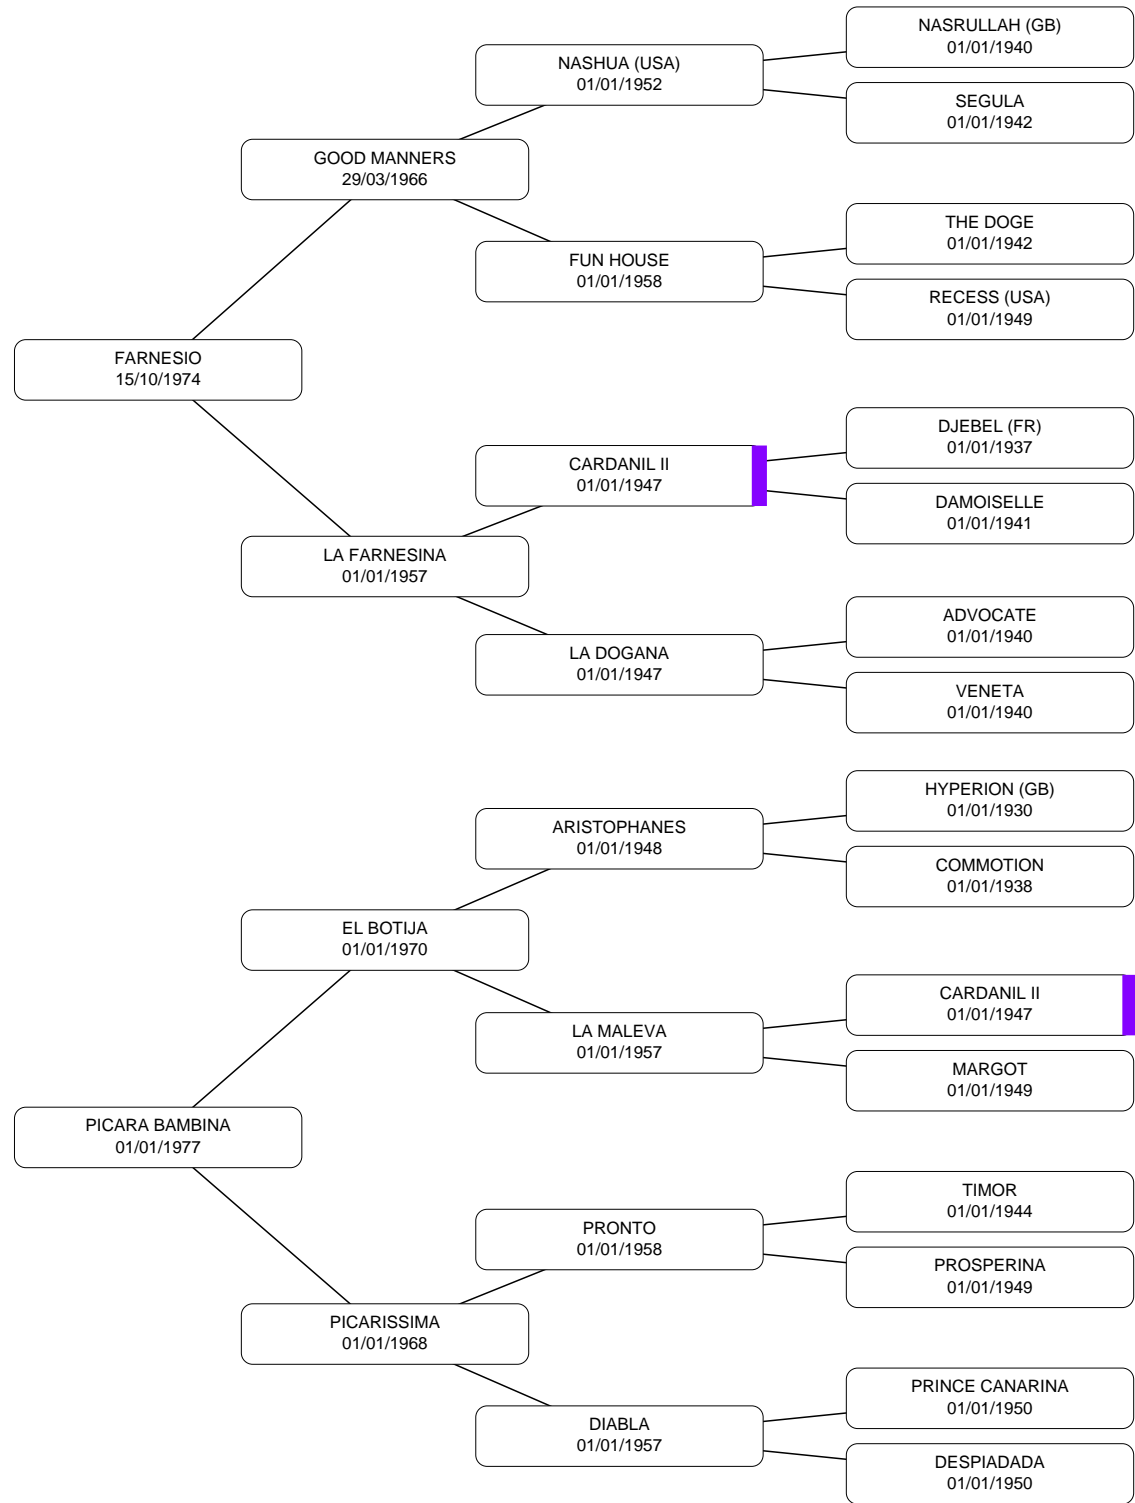 NASRULLAH (GB)
01/01/1940
NASHUA (USA)
01/01/1952
SEGULA
01/01/1942
GOOD MANNERS
29/03/1966
THE DOGE
01/01/1942
FUN HOUSE
01/01/1958
RECESS (USA)
01/01/1949
FARNESIO
15/10/1974
DJEBEL (FR)
01/01/1937
CARDANIL II
01/01/1947
DAMOISELLE
01/01/1941
LA FARNESINA
01/01/1957
ADVOCATE
01/01/1940
LA DOGANA
01/01/1947
VENETA
01/01/1940
HYPERION (GB)
01/01/1930
ARISTOPHANES
01/01/1948
COMMOTION
01/01/1938
EL BOTIJA
01/01/1970
CARDANIL II
01/01/1947
LA MALEVA
01/01/1957
MARGOT
01/01/1949
PICARA BAMBINA
01/01/1977
TIMOR
01/01/1944
PRONTO
01/01/1958
PROSPERINA
01/01/1949
PICARISSIMA
01/01/1968
PRINCE CANARINA
01/01/1950
DIABLA
01/01/1957
DESPIADADA
01/01/1950